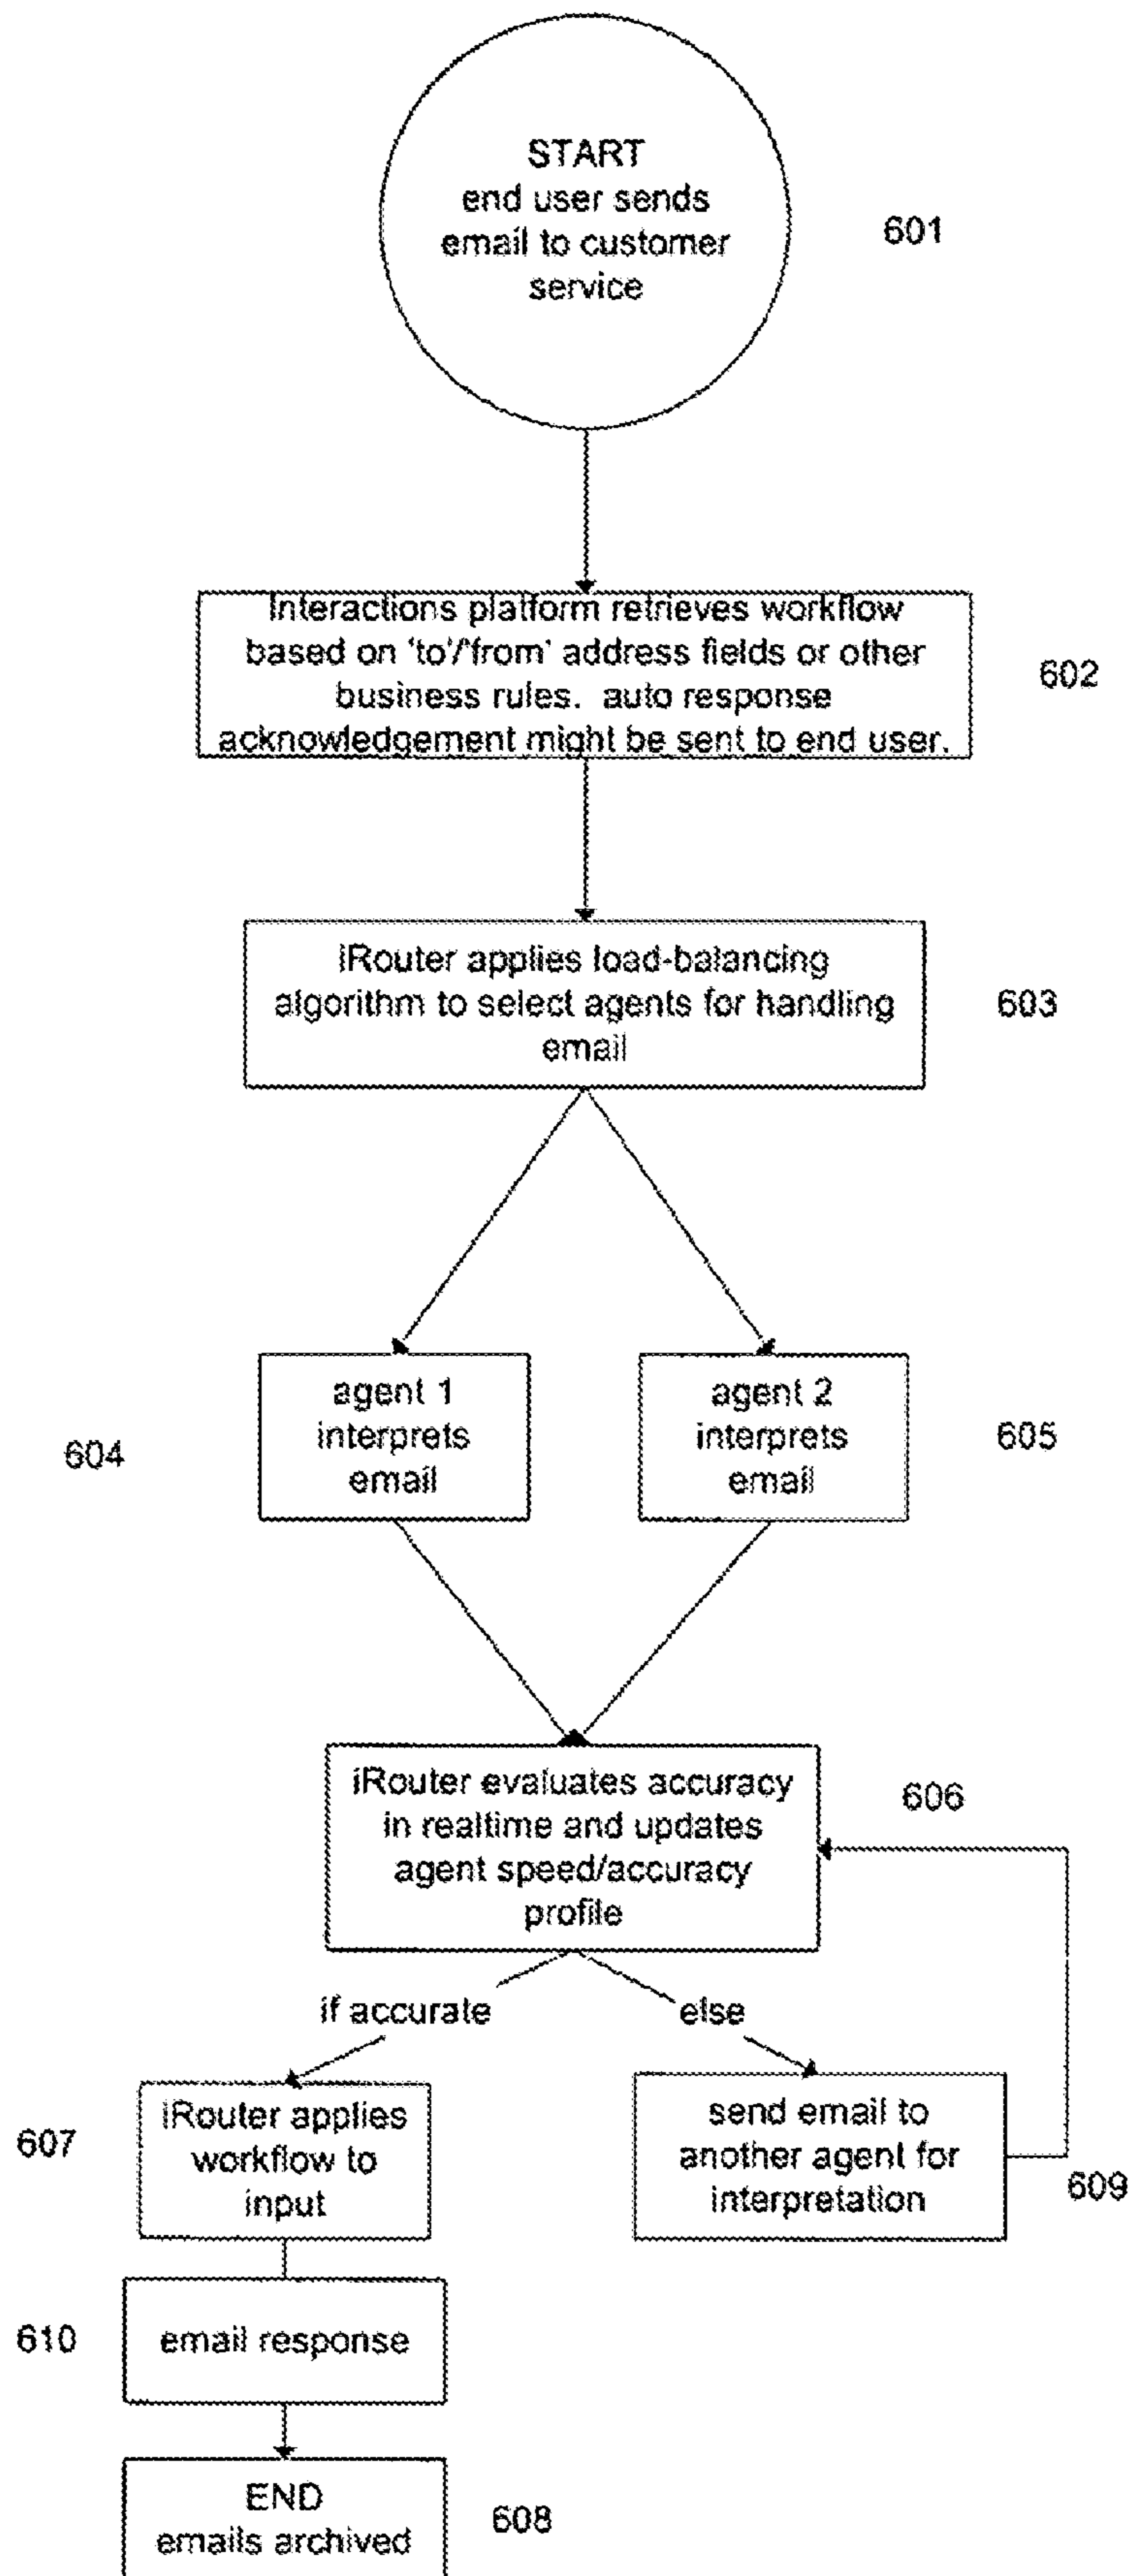 START
end user sends
email to customer
service
601
Interactions platform retrieves workflow
based on 'to'/'from' address fields or other
business rules. auto response
acknowledgement might be sent to end user.
602
iRouter applies load-balancing
algorithm to select agents for handling
email
603
604
agent 1
interprets
email
agent 2
interprets
email
605
iRouter evaluates accuracy
in realtime and updates
agent speed/accuracy
profile
606
if accurate
else
607
iRouter applies
workflow to
input
send email to
another agent for
interpretation
609
610
email response
END
emails archived
608